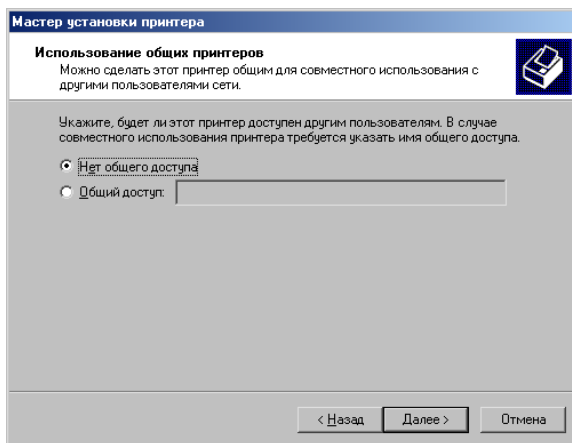 Мастер установки принтера
Использование общих принтеров
Можно сделать этот принтер общим для совместного использования с
другими пользователями сети.
Укажите, будет ли этот принтер доступен другим пользователям. В случае
совместного использования принтера требуется указать имя общего доступа.
Нет общего доступа
Общий доступ:
< Назад Далее > Отмена